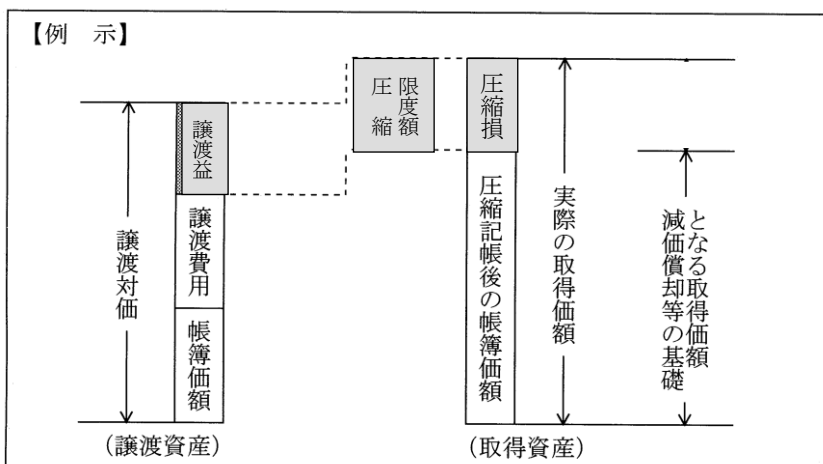 【例　示】
譲渡対価
譲渡益
譲渡費用
帳簿価額
(譲渡資産)
圧縮
限度額
圧縮損
圧縮記帳後の帳簿価額
(取得資産)
実際の取得価額
減価償却等の基礎
となる取得価額